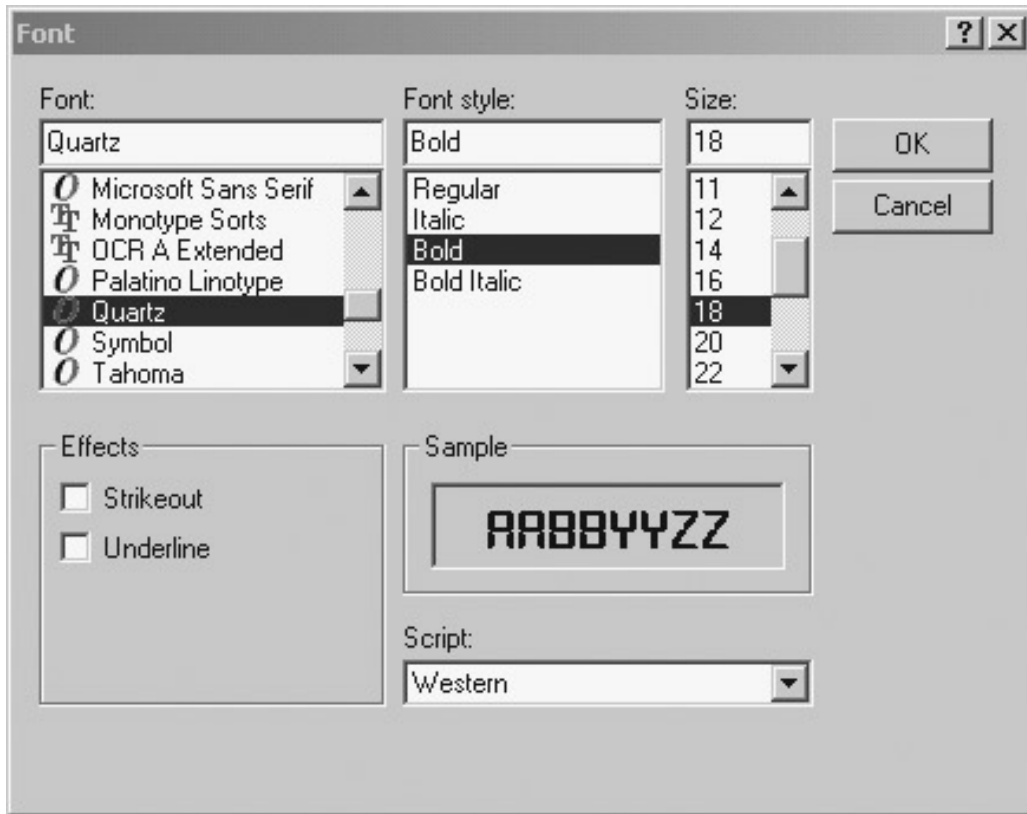 Font
Font:
Quartz
Microsoft Sans Serif
Monotype Sorts
OCR A Extended
Palatino Linotype
Quartz
Symbol
Tahoma
Font style:
Bold
Regular
Italic
Bold
Bold Italic
Size:
18
11
12
14
16
18
20
22
OK
Cancel
Effects
Strikeout
Underline
Sample
AABBYYZZ
Script:
Western